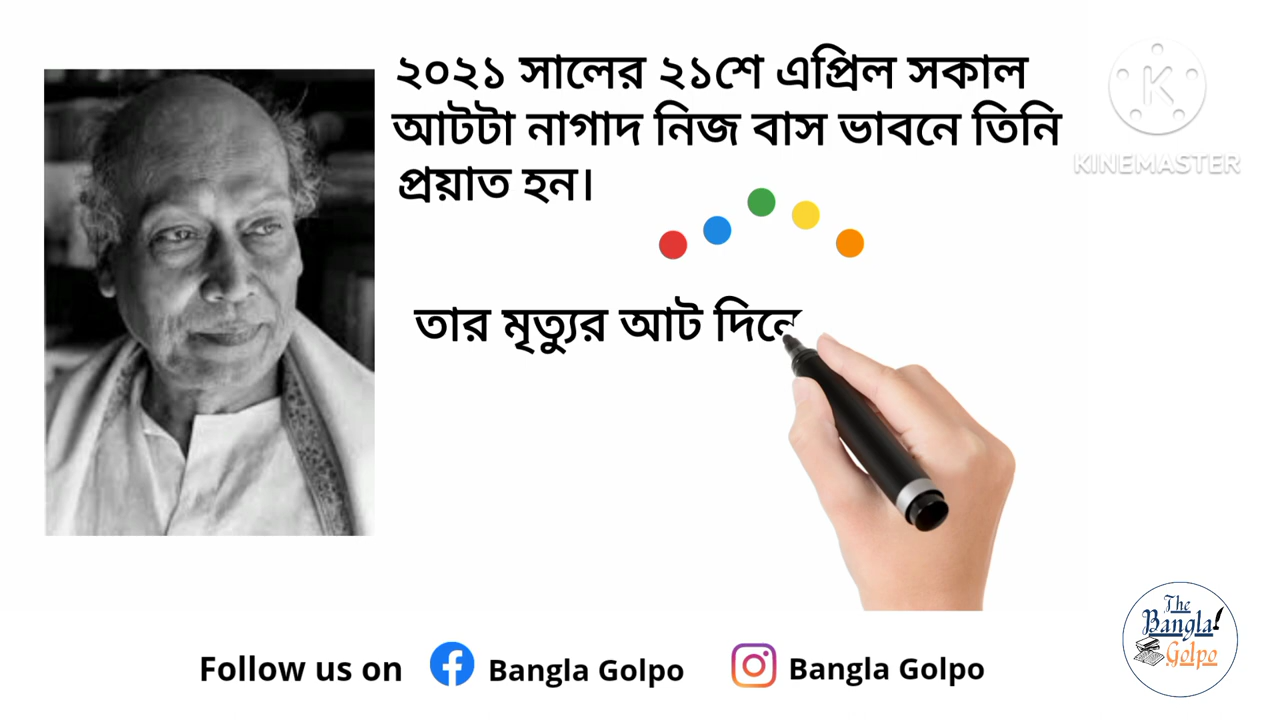 ২০২১ সালের ২১শে এপ্রিল সকাল
আটটা নাগাদ নিজ বাস ভাবনে তিনি
প্রয়াত হন।
তার মৃত্যুর আট দিনে
K
KINEMASTER
Follow us on Bangla Golpo Bangla Golpo
The
Bangla!
Golpo